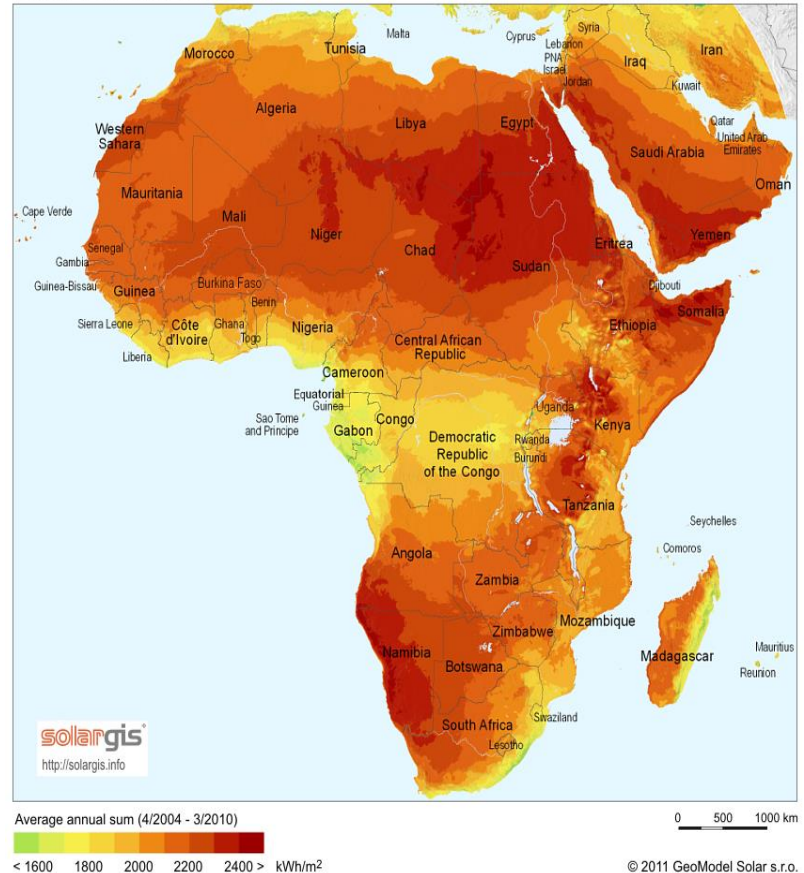 Malta
Cyprus
Syria
Lebanon
PNA
Israel
Jordan
Iraq
Iran
Kuwait
Morocco
Tunisia
Algeria
Libya
Egypt
Qatar
United Arab
Emirates
Saudi Arabia
Oman
Western
Sahara
Mauritania
Mali
Niger
Chad
Sudan
Eritrea
Yemen
Cape Verde
Senegal
Gambia
Guinea-Bissau
Guinea
Burkina Faso
Benin
Djibouti
Somalia
Ethiopia
Sierra Leone
Liberia
Côte
d'Ivoire
Ghana
Togo
Nigeria
Central African
Republic
Cameroon
Equatorial
Guinea
Sao Tome
and Principe
Gabon
Congo
Democratic
Republic
of the Congo
Uganda
Rwanda
Burundi
Kenya
Tanzania
Seychelles
Comoros
Angola
Zambia
Mozambique
Zimbabwe
Namibia
Botswana
Madagascar
Mauritius
Reunion
South Africa
Swaziland
Lesotho
solargis
http://solargis.info
Average annual sum (4/2004 - 3/2010)
< 1600 1800 2000 2200 2400 > kWh/m²
0 500 1000 km
© 2011 GeoModel Solar s.r.o.